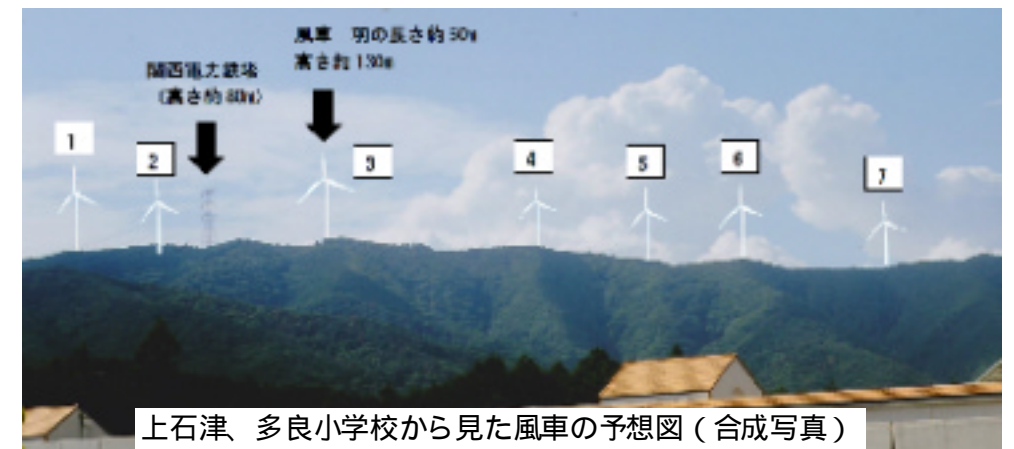 風車 羽の長さ約50m
高さ約130m
関西電力鉄塔
（高さ約80m）
1
2
3
4
5
6
7
上石津、多良小学校から見た風車の予想図（合成写真）